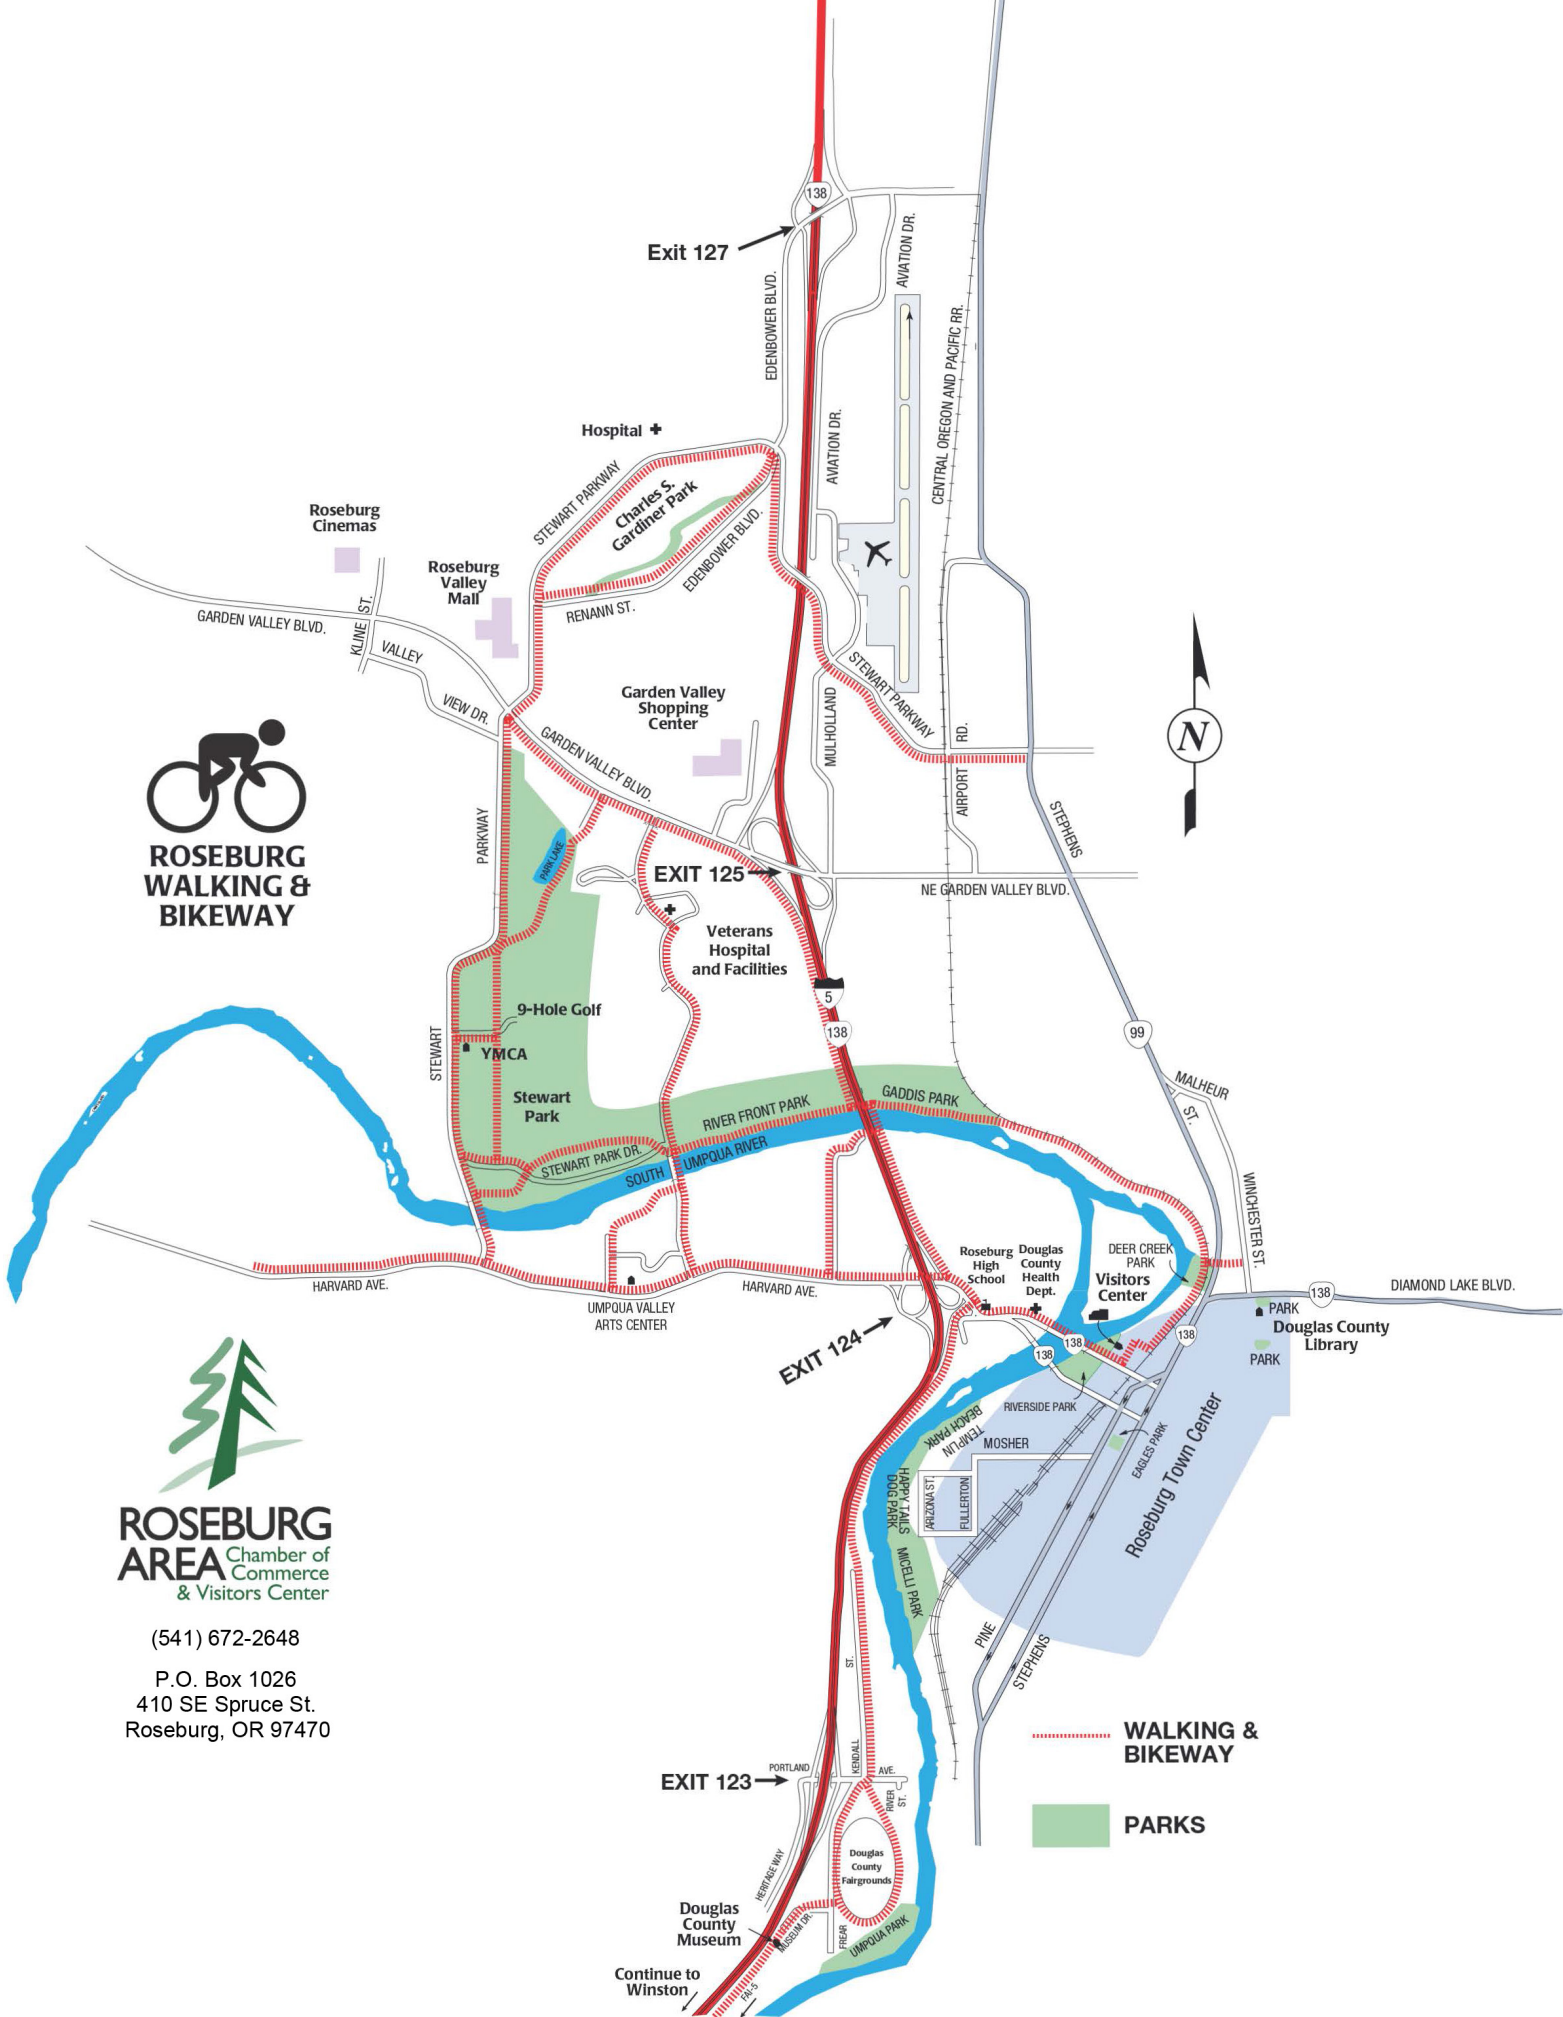 138
Exit 127
AVIATION DR.
EDENBOWER BLVD.
CENTRAL OREGON AND PACIFIC RR.
Hospital
AVIATION DR.
STEWART PARKWAY
Charles S.
Gardiner Park
EDENBOWER BLVD.
RENANN ST.
Roseburg
Cinemas
Roseburg
Valley
Mall
GARDEN VALLEY BLVD.
KLINE ST.
VALLEY
VIEW DR.
Garden Valley
Shopping
Center
STEWART PARKWAY
MULHOLLAND
RD.
AIRPORT
N
GARDEN VALLEY BLVD.
STEPHENS
ROSEBURG
WALKING &
BIKEWAY
PARKWAY
PARK LAKE
EXIT 125
NE GARDEN VALLEY BLVD.
Veterans
Hospital
and Facilities
5
138
99
9-Hole Golf
YMCA
STEWART
Stewart
Park
MALHEUR
ST.
RIVER FRONT PARK
GADDIS PARK
STEWART PARK DR.
SOUTH
UMPQUA RIVER
WINCHESTER ST.
HARVARD AVE.
UMPQUA VALLEY
ARTS CENTER
HARVARD AVE.
Roseburg
High
School
Douglas
County
Health
Dept.
DEER CREEK
PARK
Visitors
Center
138
DIAMOND LAKE BLVD.
PARK
Douglas County
Library
PARK
138
138
138
EXIT 124
RIVERSIDE PARK
TEMPLIN
BEACH PARK
MOSHER
EAGLES PARK
Roseburg Town Center
HAPPY TAILS
DOG PARK
ARIZONA ST.
FULLERTON
MICELLI PARK
ROSEBURG
AREA
Chamber of
Commerce
& Visitors Center
(541) 672-2648
P.O. Box 1026
410 SE Spruce St.
Roseburg, OR 97470
PINE
STEPHENS
ST.
KENDALL
WALKING &
BIKEWAY
PARKS
EXIT 123
PORTLAND
AVE.
RIVER
ST.
HERITAGE WAY
Douglas
County
Fairgrounds
Douglas
County
Museum
MUSEUM DR.
FREAR
UMPQUA PARK
Continue to
Winston
FAI-5